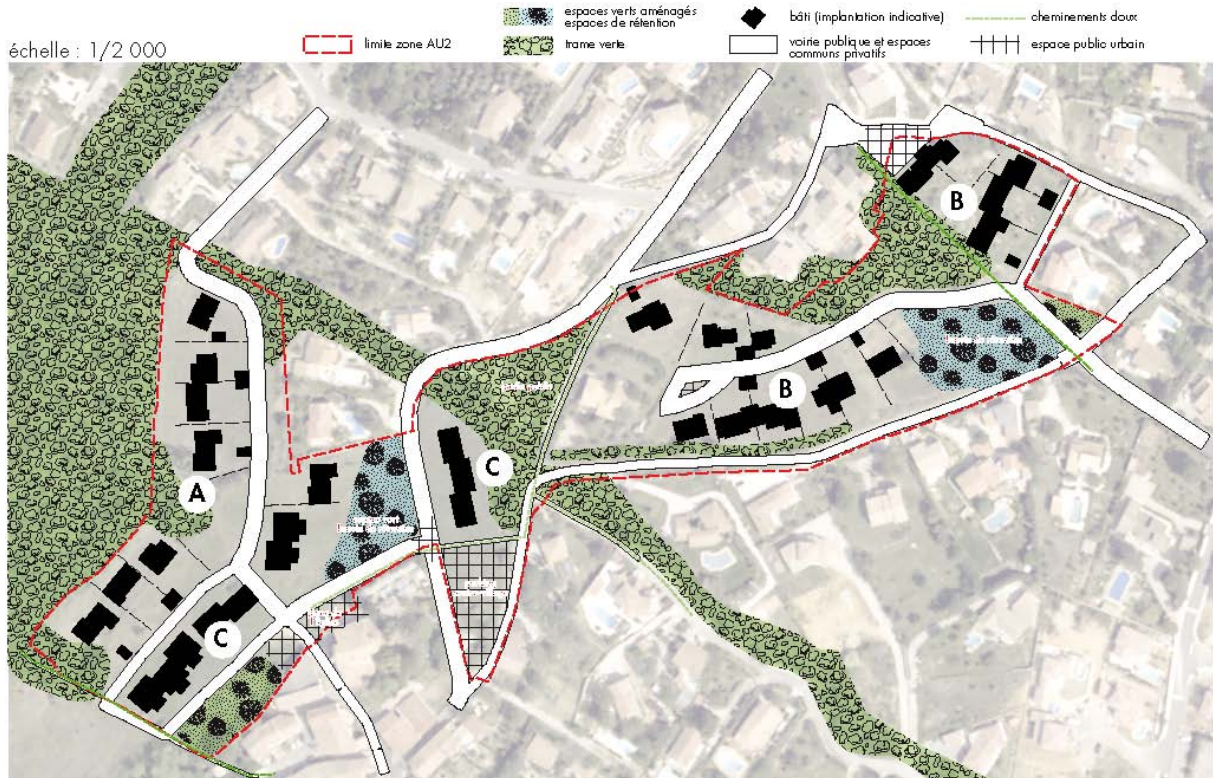 espaces verts aménagés
espaces de rétention
bâti (implantation indicative)
cheminements doux
échelle : 1/2 000
limite zone AU2
trame verte
voirie publique et espaces
communs privatifs
espace public urbain
B
B
C
A
C